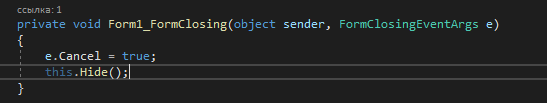 ссылка: 1
private void Form1_FormClosing(object sender, FormClosingEventArgs e)
{
e.Cancel = true;
this.Hide();
}